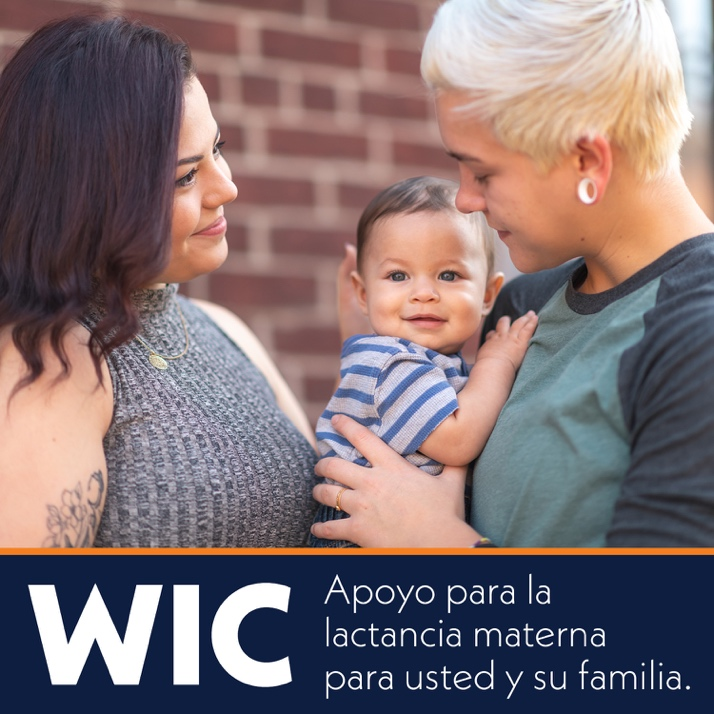 WIC
Apoyo para la
lactancia materna
para usted y su familia.